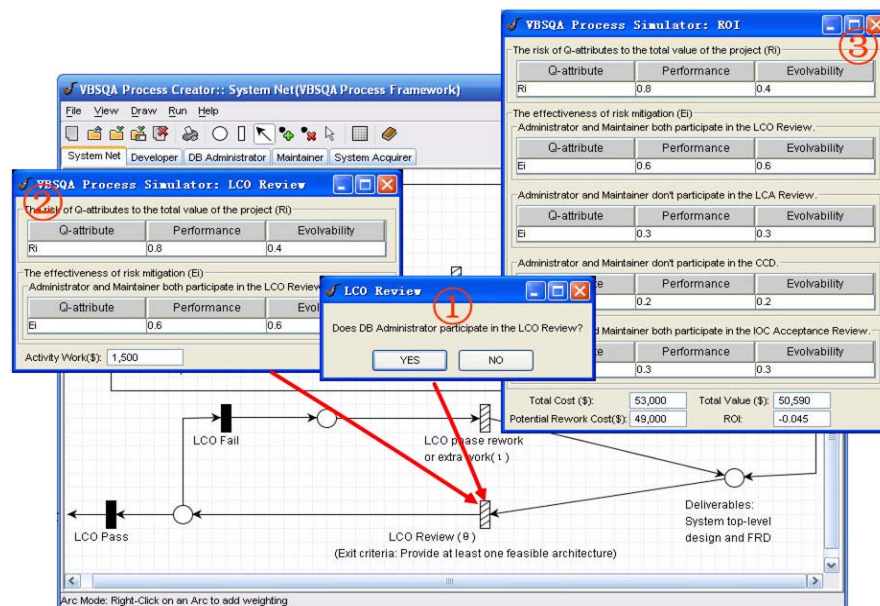 VBSQA Process Creator:: System Net(VBSQA Process Framework)
File View Draw Run Help
System Net Developer DB Administrator Maintainer System Acquirer
②
VBSQA Process Simulator: LCO Review
The risk of Q-attributes to the total value of the project (Ri)
Q-attribute Performance Evolvability
Ri 0.8 0.4
The effectiveness of risk mitigation (Ei)
Administrator and Maintainer both participate in the LCO Review
Q-attribute Performance
Ei 0.6 0.6
Activity Work($): 1,500
①
LCO Review
Does DB Administrator participate in the LCO Review?
YES NO
③
VBSQA Process Simulator: ROI
The risk of Q-attributes to the total value of the project (Ri)
Q-attribute Performance Evolvability
Ri 0.8 0.4
The effectiveness of risk mitigation (Ei)
Administrator and Maintainer both participate in the LCO Review.
Q-attribute Performance Evolvability
Ei 0.6 0.6
Administrator and Maintainer don't participate in the LCA Review.
Q-attribute Performance Evolvability
Ei 0.3 0.3
Administrator and Maintainer don't participate in the CCD.
Performance Evolvability
0.2 0.2
Maintainer both participate in the IOC Acceptance Review.
Performance Evolvability
0.3 0.3
Total Cost ($): 53,000 Total Value ($): 50,590
Potential Rework Cost($): 49,000 ROI: -0.045
LCO Fail
LCO phase rework
or extra work(ι)
Deliverables:
System top-level
design and FRD
LCO Pass
LCO Review (θ)
(Exit criteria: Provide at least one feasible architecture)
Arc Mode: Right-Click on an Arc to add weighting